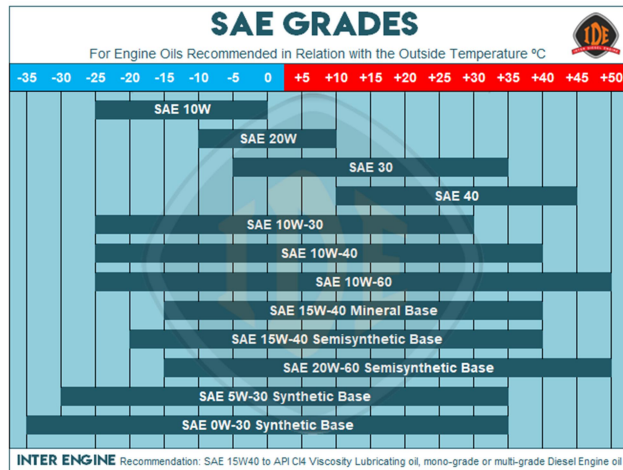 SAE GRADES
IDE
INTER DIESEL ENGINE
For Engine Oils Recommended in Relation with the Outside Temperature ºC
-35 -30 -25 -20 -15 -10 -5 0 +5 +10 +15 +20 +25 +30 +35 +40 +45 +50
SAE 10W
SAE 20W
SAE 30
SAE 40
SAE 10W-30
SAE 10W-40
SAE 10W-60
SAE 15W-40 Mineral Base
SAE 15W-40 Semisynthetic Base
SAE 20W-60 Semisynthetic Base
SAE 5W-30 Synthetic Base
SAE 0W-30 Synthetic Base
INTER ENGINE Recommendation: SAE 15W40 to API CI4 Viscosity Lubricating oil, mono-grade or multi-grade Diesel Engine oil